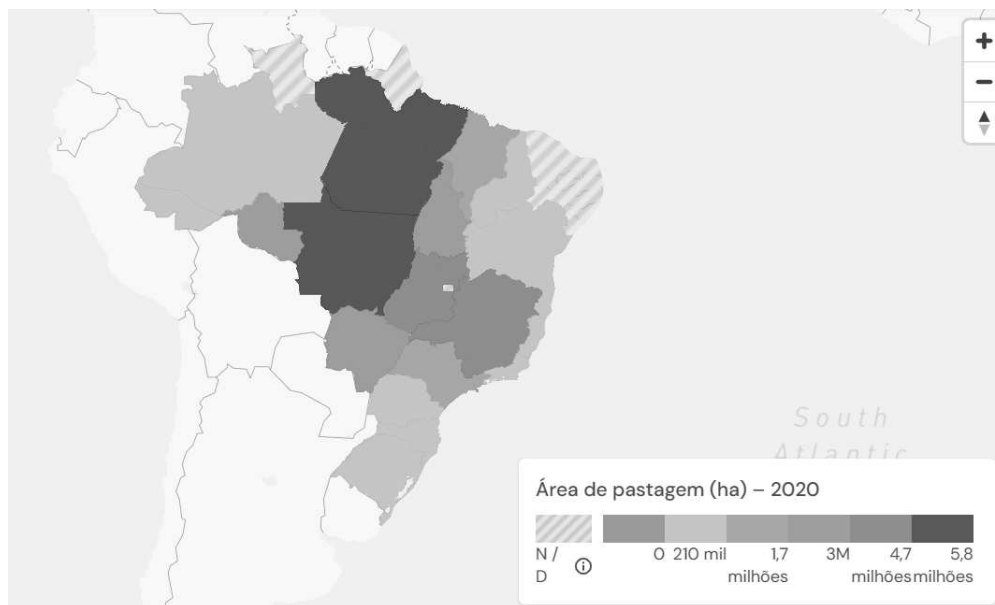 South
Atlantic
Área de pastagem (ha) – 2020
N / D 0 210 mil 1,7 milhões 3M 4,7 milhões 5,8 milhões